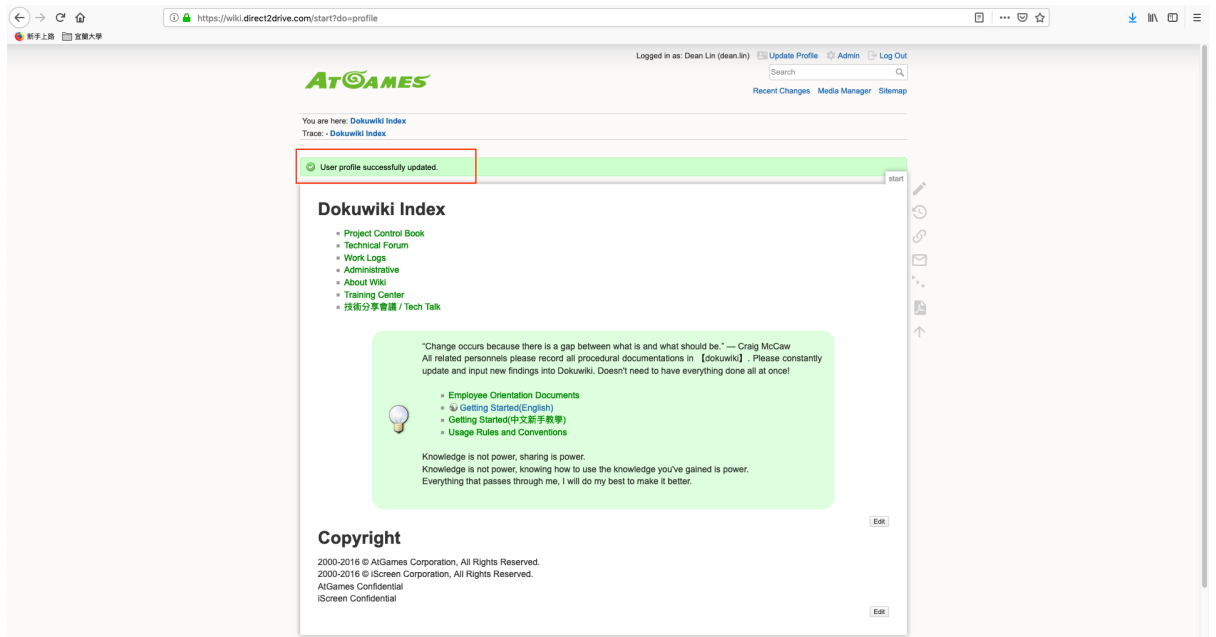 https://wiki.direct2drive.com/start?do=profile
新手上路 宜蘭大學
Logged in as: Dean Lin (dean.lin) Update Profile Admin Log Out
ATGAMES
Search
Recent Changes Media Manager Sitemap
You are here: Dokuwiki Index
Trace: • Dokuwiki Index
User profile successfully updated.
start
Dokuwiki Index
Project Control Book
Technical Forum
Work Logs
Administrative
About Wiki
Training Center
技術分享會議 / Tech Talk
"Change occurs because there is a gap between what is and what should be." — Craig McCaw
All related personnels please record all procedural documentations in 【dokuwiki】. Please constantly
update and input new findings into Dokuwiki. Doesn't need to have everything done all at once!
Employee Orientation Documents
Getting Started(English)
Getting Started(中文新手教學)
Usage Rules and Conventions
Knowledge is not power, sharing is power.
Knowledge is not power, knowing how to use the knowledge you've gained is power.
Everything that passes through me, I will do my best to make it better.
Edit
Copyright
2000-2016 © AtGames Corporation, All Rights Reserved.
2000-2016 © iScreen Corporation, All Rights Reserved.
AtGames Confidential
iScreen Confidential
Edit